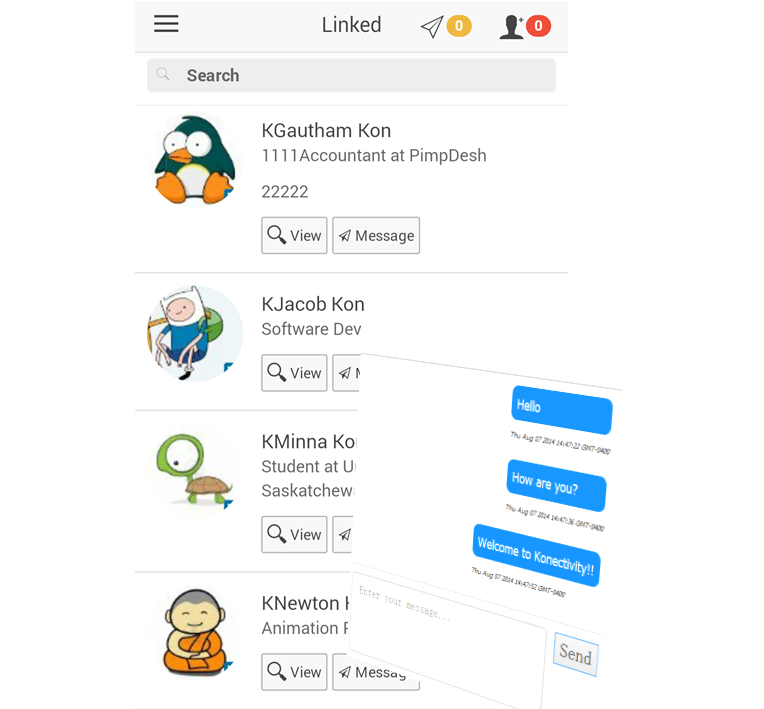 Linked
0
0
Search
KGautham Kon
1111Accountant at PimpDesh
22222
View
Message
KJacob Kon
Software Dev
View
KMinna Ko
Student at
Saskatchew
View
KNewton
Animation
View
Messag
Hello
Thu Aug 07 2014 14:47:22 GMT-0400
How are you?
Thu Aug 07 2014 14:47:36 GMT-0400
Welcome to Konectivity!!
Thu Aug 07 2014 14:47:52 GMT-0400
Enter your message...
Send